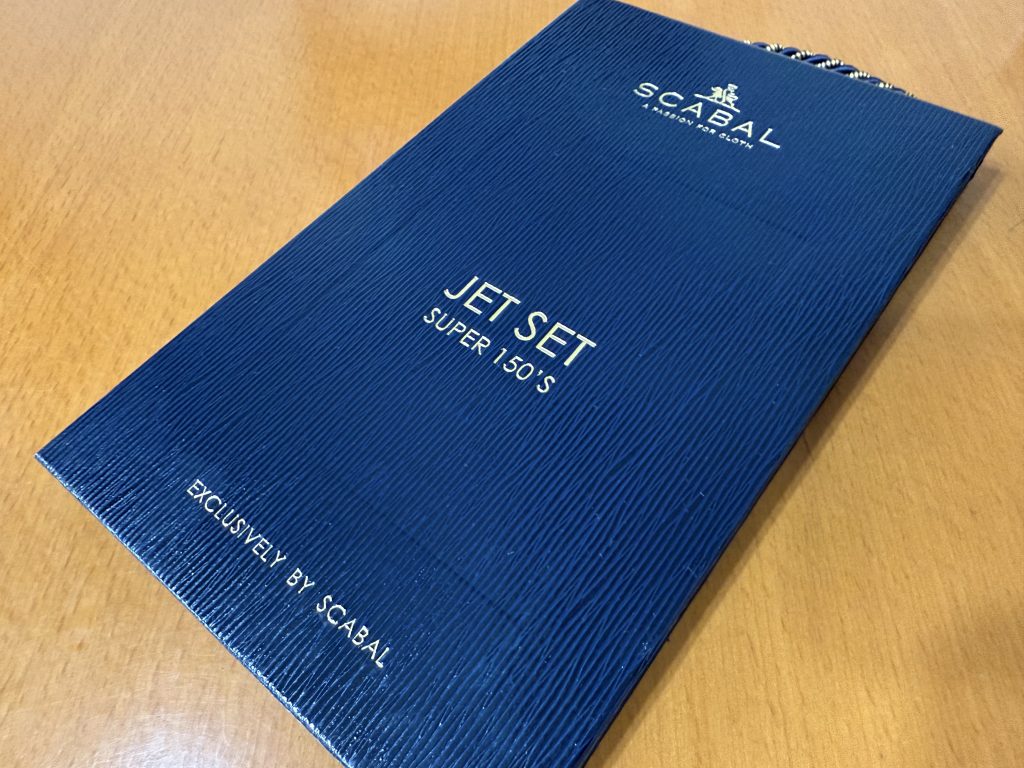 SCABAL
A PASSION FOR CLOTH
JET SET
SUPER 150'S
EXCLUSIVELY BY SCABAL